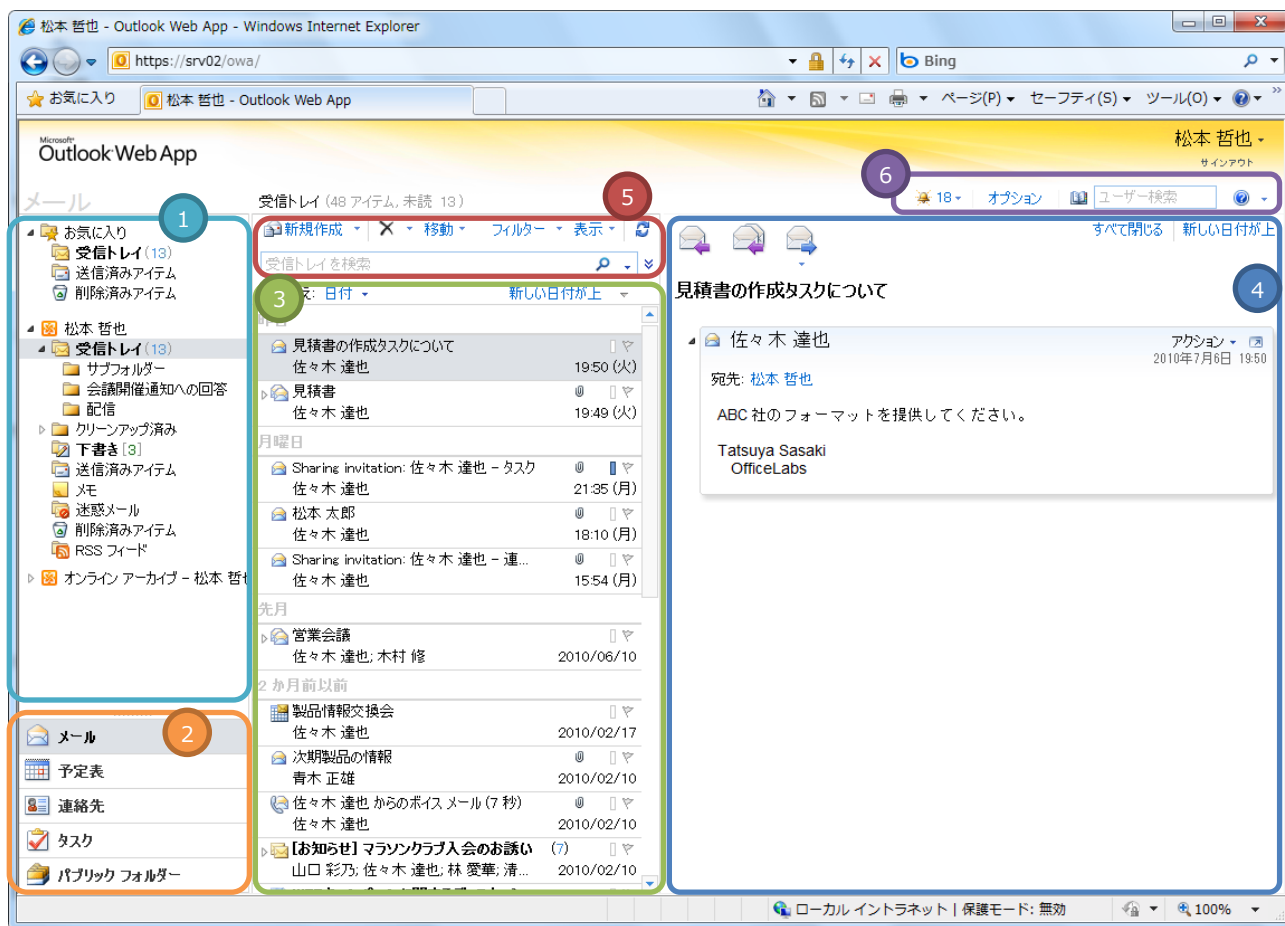 松本 哲也 - Outlook Web App - Windows Internet Explorer
https://srv02/owa/
Bing
お気に入り
松本 哲也 - Outlook Web App
ページ(P)
セーフティ(S)
ツール(O)
Microsoft
Outlook Web App
松本 哲也
サインアウト
6
18
オプション
ユーザー検索
メール
1
お気に入り
受信トレイ (13)
送信済みアイテム
削除済みアイテム
松本 哲也
受信トレイ (13)
サブフォルダー
会議開催通知への回答
配信
クリーンアップ済み
下書き [3]
送信済みアイテム
メモ
迷惑メール
削除済みアイテム
RSS フィード
オンライン アーカイブ - 松本
2
メール
予定表
連絡先
タスク
パブリック フォルダー
受信トレイ (48 アイテム, 未読 13)
5
新規作成
移動
フィルター
表示
受信トレイを検索
3
日付
新しい日付が上
見積書の作成タスクについて
佐々木 達也 19:50 (火)
見積書
佐々木 達也 19:49 (火)
月曜日
Sharing invitation: 佐々木 達也 - タスク
佐々木 達也 21:35 (月)
松本 太郎
佐々木 達也 18:10 (月)
Sharing invitation: 佐々木 達也 - 連...
佐々木 達也 15:54 (月)
先月
営業会議
佐々木 達也; 木村 修 2010/06/10
2 か月前以前
製品情報交換会
佐々木 達也 2010/02/17
次期製品の情報
青木 正雄 2010/02/10
佐々木 達也 からのボイス メール (7 秒)
佐々木 達也 2010/02/10
[お知らせ] マラソンクラブ入会のお誘い (7)
山口 彩乃; 佐々木 達也; 林 愛華; 清... 2010/02/10
すべて閉じる
新しい日付が上
4
見積書の作成タスクについて
佐々木 達也
アクション
2010年7月6日 19:50
宛先: 松本 哲也
ABC 社のフォーマットを提供してください。
Tatsuya Sasaki
OfficeLabs
ローカル イントラネット | 保護モード: 無効
100%